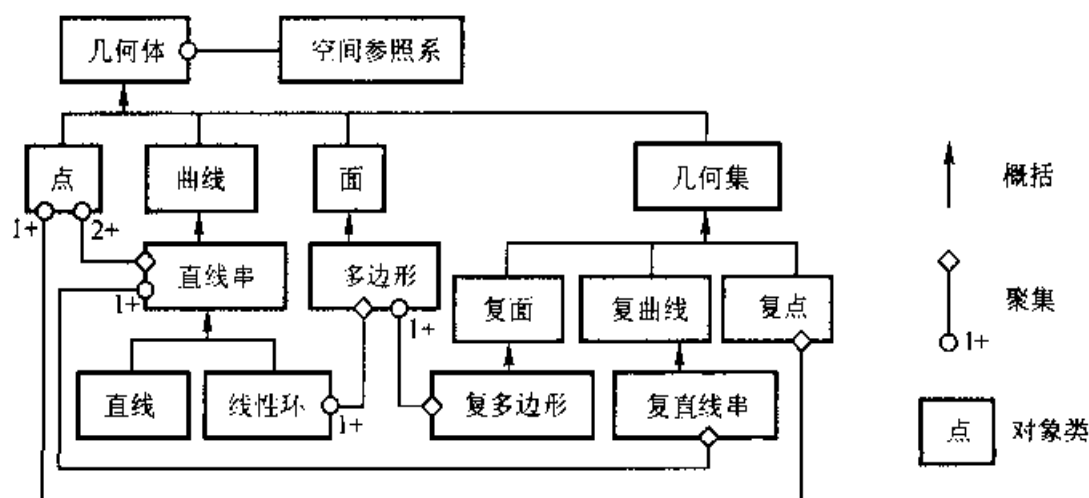 几何体
空间参照系
点
曲线
面
几何集
概括
1+
2+
直线串
多边形
1+
1+
复面
复曲线
复点
聚集
1+
直线
线性环
1+
复多边形
复直线串
点
对象类